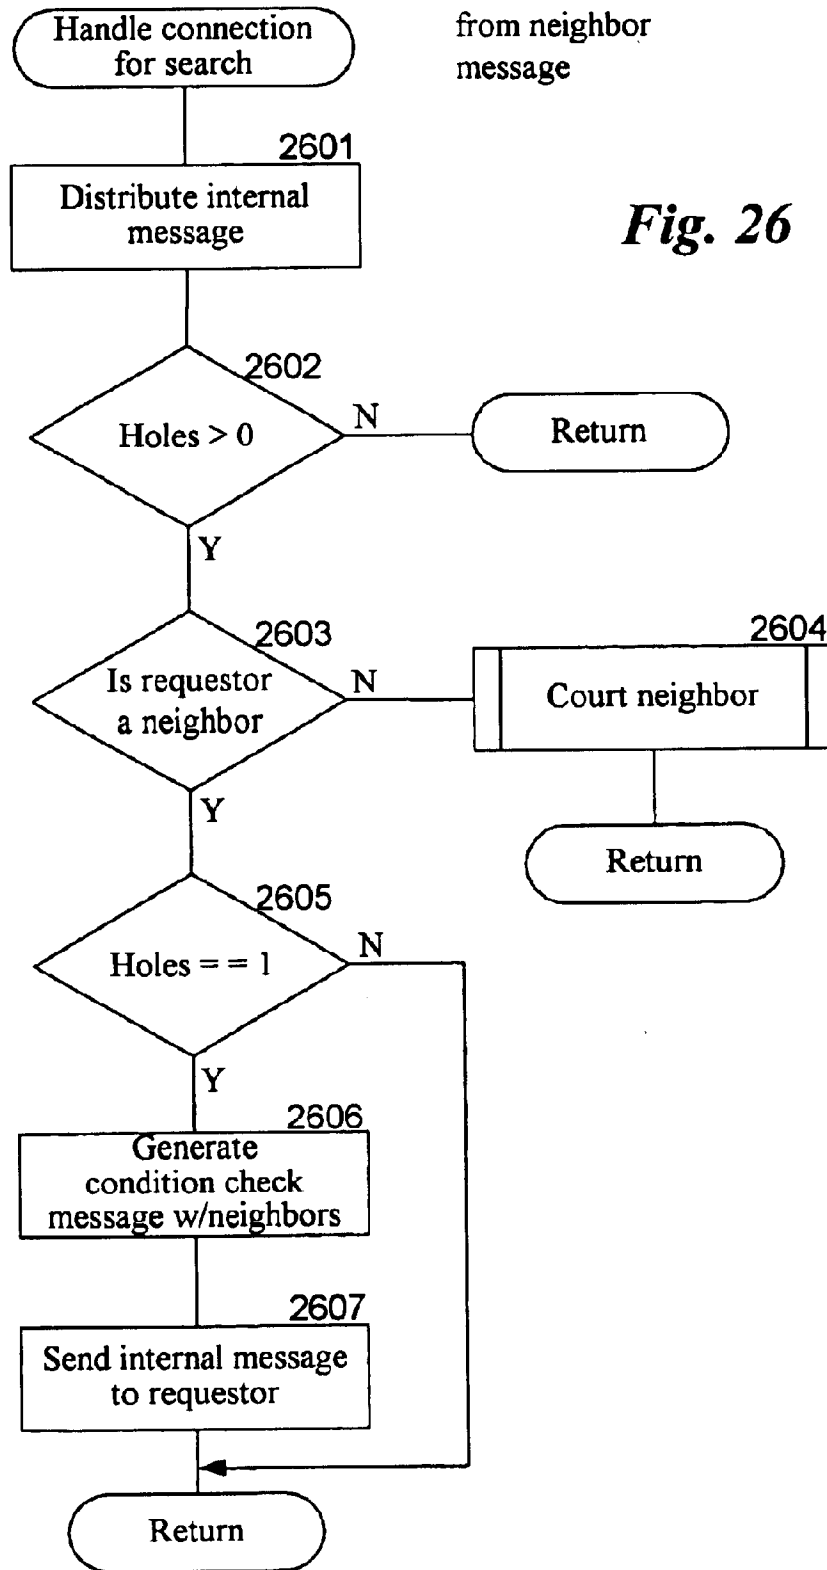 Handle connection
for search
from neighbor
message
2601
Distribute internal
message
Fig. 26
2602
Holes > 0
N
Return
Y
2603
Is requestor
a neighbor
N
2604
Court neighbor
Y
Return
2605
Holes = = 1
N
Y
2606
Generate
condition check
message w/neighbors
2607
Send internal message
to requestor
Return